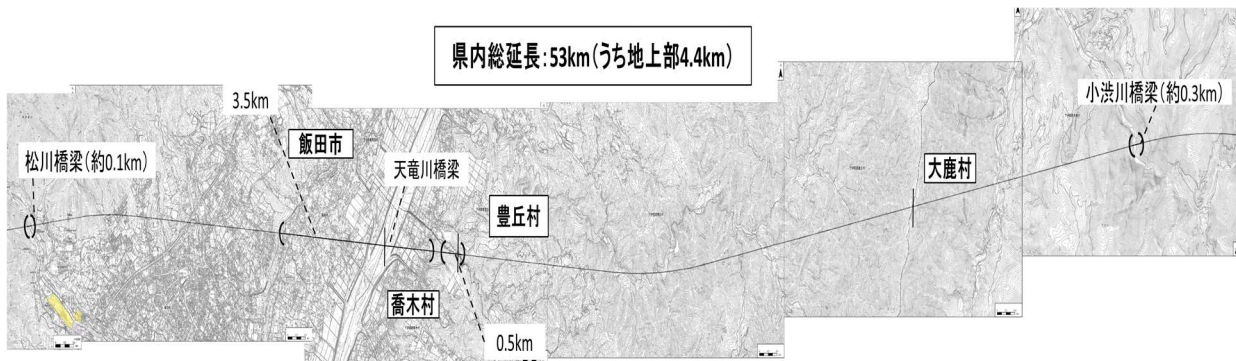 県内総延長:53km(うち地上部4.4km)
小渋川橋梁(約0.3km)
3.5km
飯田市
松川橋梁(約0.1km)
天竜川橋梁
大鹿村
豊丘村
喬木村
0.5km